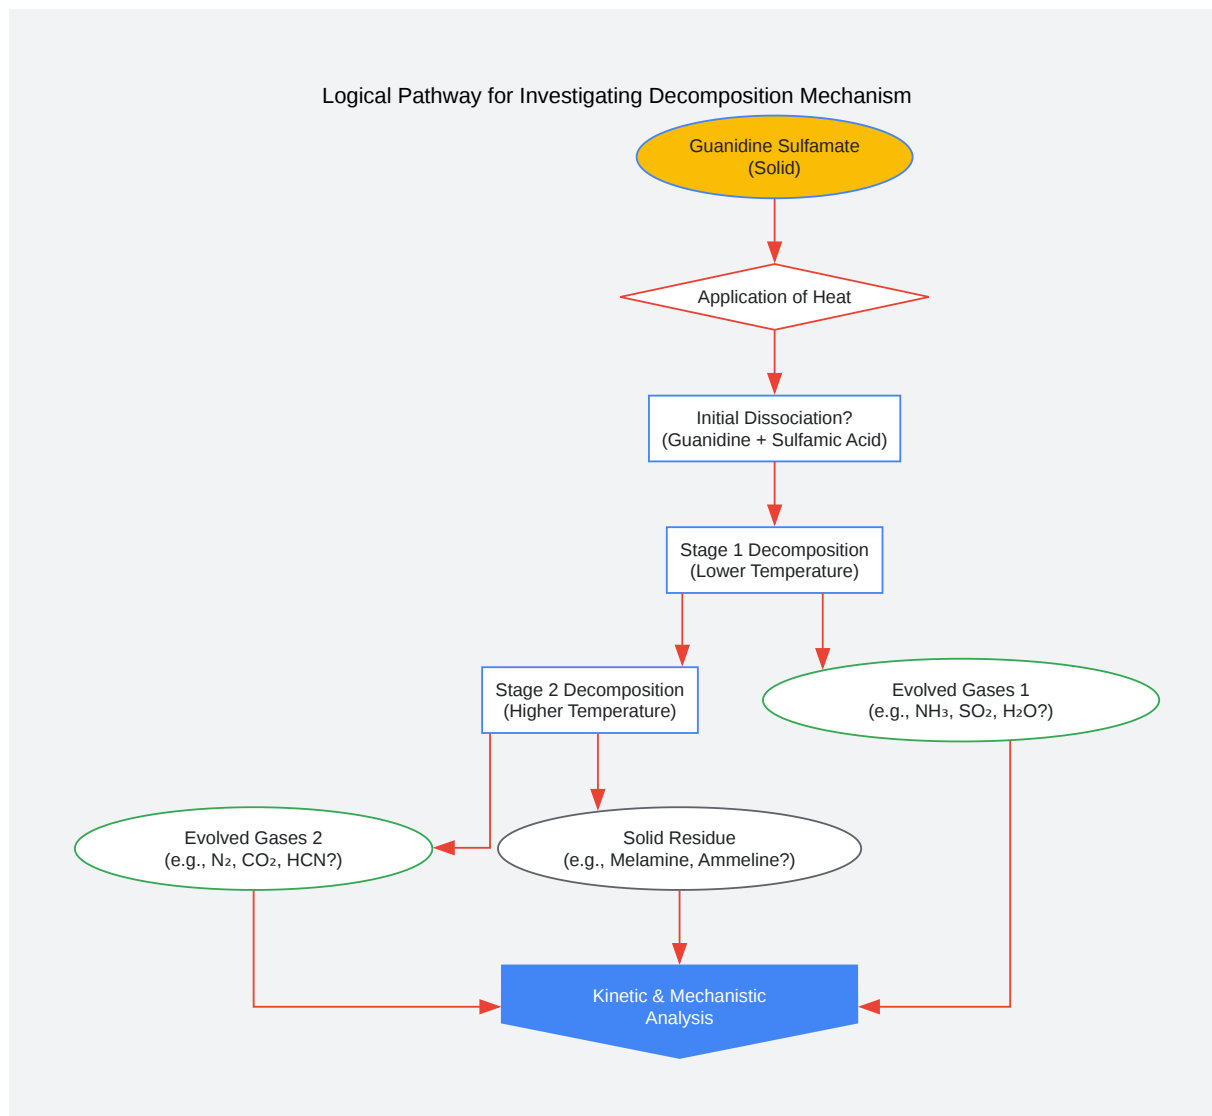 Logical Pathway for Investigating Decomposition Mechanism
Guanidine Sulfamate
(Solid)
Application of Heat
Initial Dissociation?
(Guanidine + Sulfamic Acid)
Stage 1 Decomposition
(Lower Temperature)
Stage 2 Decomposition
(Higher Temperature)
Evolved Gases 1
(e.g., NH₃, SO₂, H₂O?)
Evolved Gases 2
(e.g., N₂, CO₂, HCN?)
Solid Residue
(e.g., Melamine, Ammeline?)
Kinetic & Mechanistic
Analysis